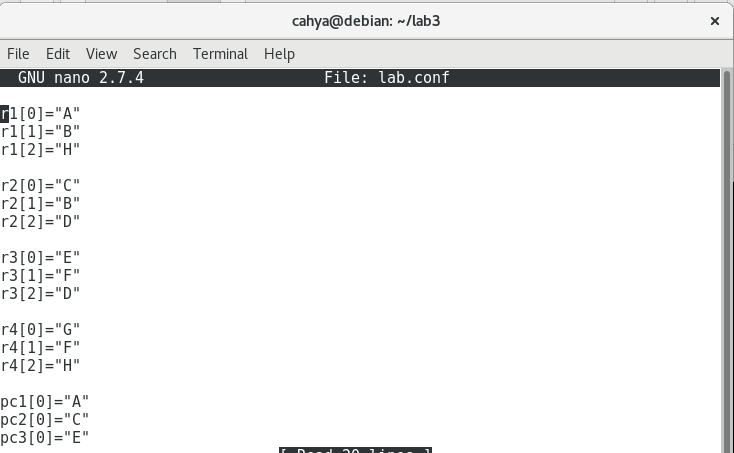 cahya@debian: ~/lab3
File Edit View Search Terminal Help
GNU nano 2.7.4 File: lab.conf
r1[0]="A"
r1[1]="B"
r1[2]="H"
r2[0]="C"
r2[1]="B"
r2[2]="D"
r3[0]="E"
r3[1]="F"
r3[2]="D"
r4[0]="G"
r4[1]="F"
r4[2]="H"
pc1[0]="A"
pc2[0]="C"
pc3[0]="E"
[ Read 20 lines ]